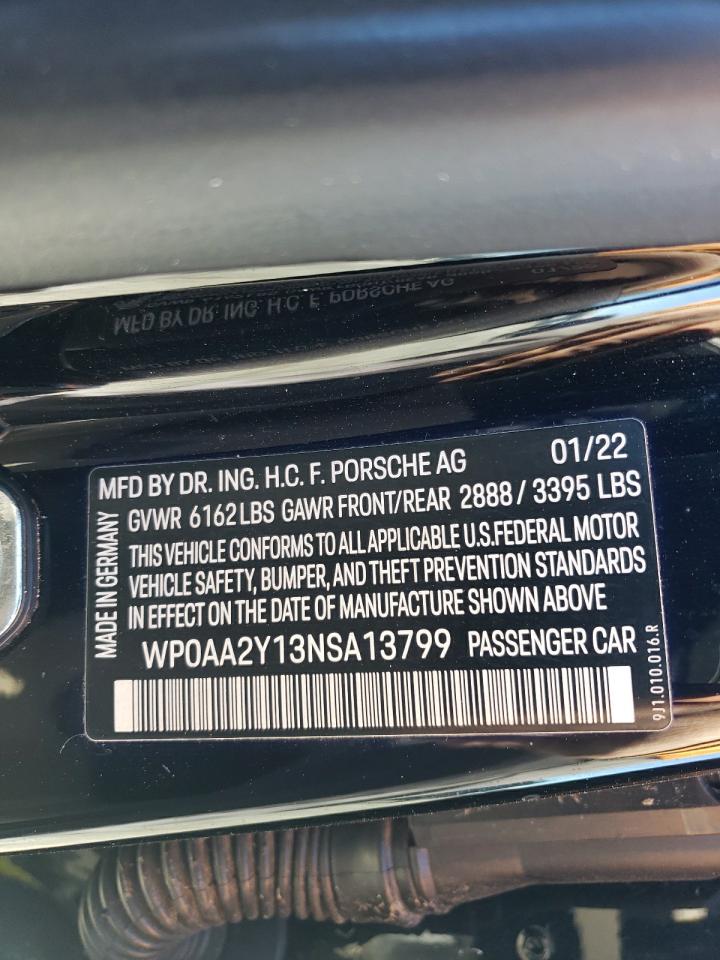 MFD BY DR. ING. H.C. F. PORSCHE AG
MFD BY DR. ING. H.C. F. PORSCHE AG 01/22
GVWR 6162 LBS GAWR FRONT/REAR 2888 / 3395 LBS
THIS VEHICLE CONFORMS TO ALL APPLICABLE U.S.FEDERAL MOTOR
VEHICLE SAFETY, BUMPER, AND THEFT PREVENTION STANDARDS
IN EFFECT ON THE DATE OF MANUFACTURE SHOWN ABOVE
WP0AA2Y13NSA13799 PASSENGER CAR
MADE IN GERMANY
9J1.010.016.R